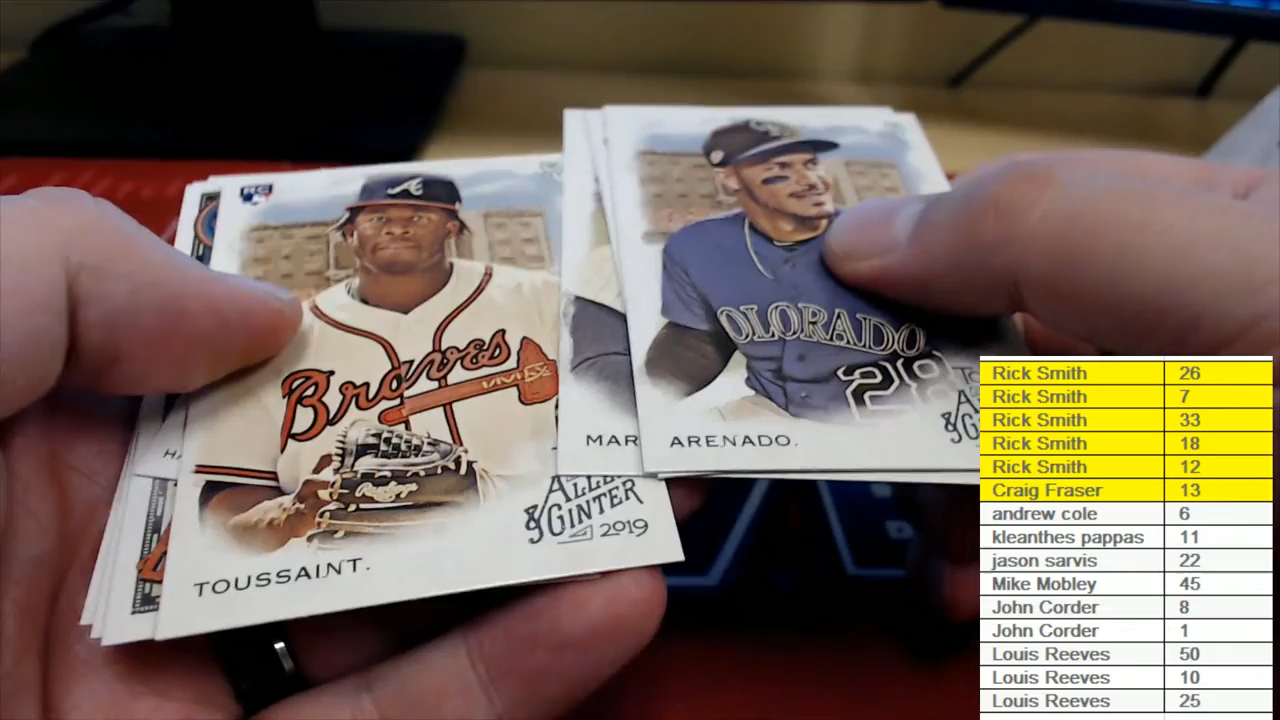 RC
Braves
Rawlings
TOUSSAINT.
ALLEN
& GINTER
2019
MAR
COLORADO
28
ARENADO.
Rick Smith 26
Rick Smith 7
Rick Smith 33
Rick Smith 18
Rick Smith 12
Craig Fraser 13
andrew cole 6
kleanthes pappas 11
jason sarvis 22
Mike Mobley 45
John Corder 8
John Corder 1
Louis Reeves 50
Louis Reeves 10
Louis Reeves 25